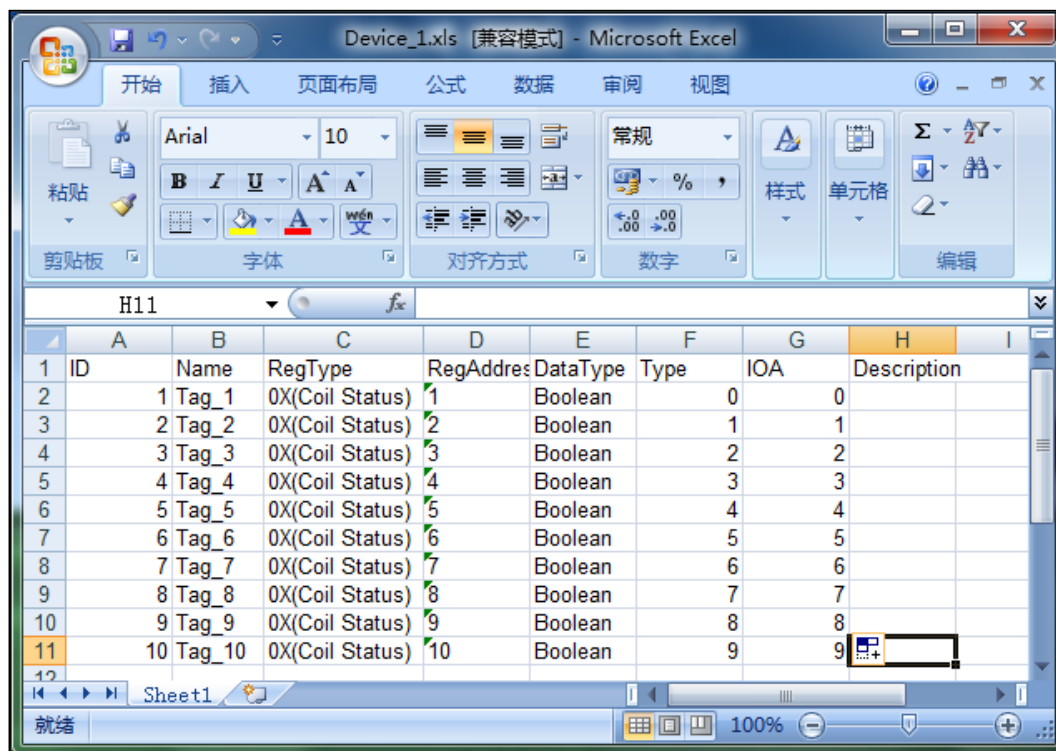 Device_1.xls [兼容模式] - Microsoft Excel
开始 插入 页面布局 公式 数据 审阅 视图
粘贴 Arial 10 常规 样式 单元格
B I U A A % ,
A wén 文 .0 .00 .00 .0
剪贴板 字体 对齐方式 数字 编辑
H11 fx
A B C D E F G H I
1 ID Name RegType RegAddres DataType Type IOA Description
2 1 Tag_1 0X(Coil Status) 1 Boolean 0 0
3 2 Tag_2 0X(Coil Status) 2 Boolean 1 1
4 3 Tag_3 0X(Coil Status) 3 Boolean 2 2
5 4 Tag_4 0X(Coil Status) 4 Boolean 3 3
6 5 Tag_5 0X(Coil Status) 5 Boolean 4 4
7 6 Tag_6 0X(Coil Status) 6 Boolean 5 5
8 7 Tag_7 0X(Coil Status) 7 Boolean 6 6
9 8 Tag_8 0X(Coil Status) 8 Boolean 7 7
10 9 Tag_9 0X(Coil Status) 9 Boolean 8 8
11 10 Tag_10 0X(Coil Status) 10 Boolean 9 9
12
Sheet1
就绪 100%